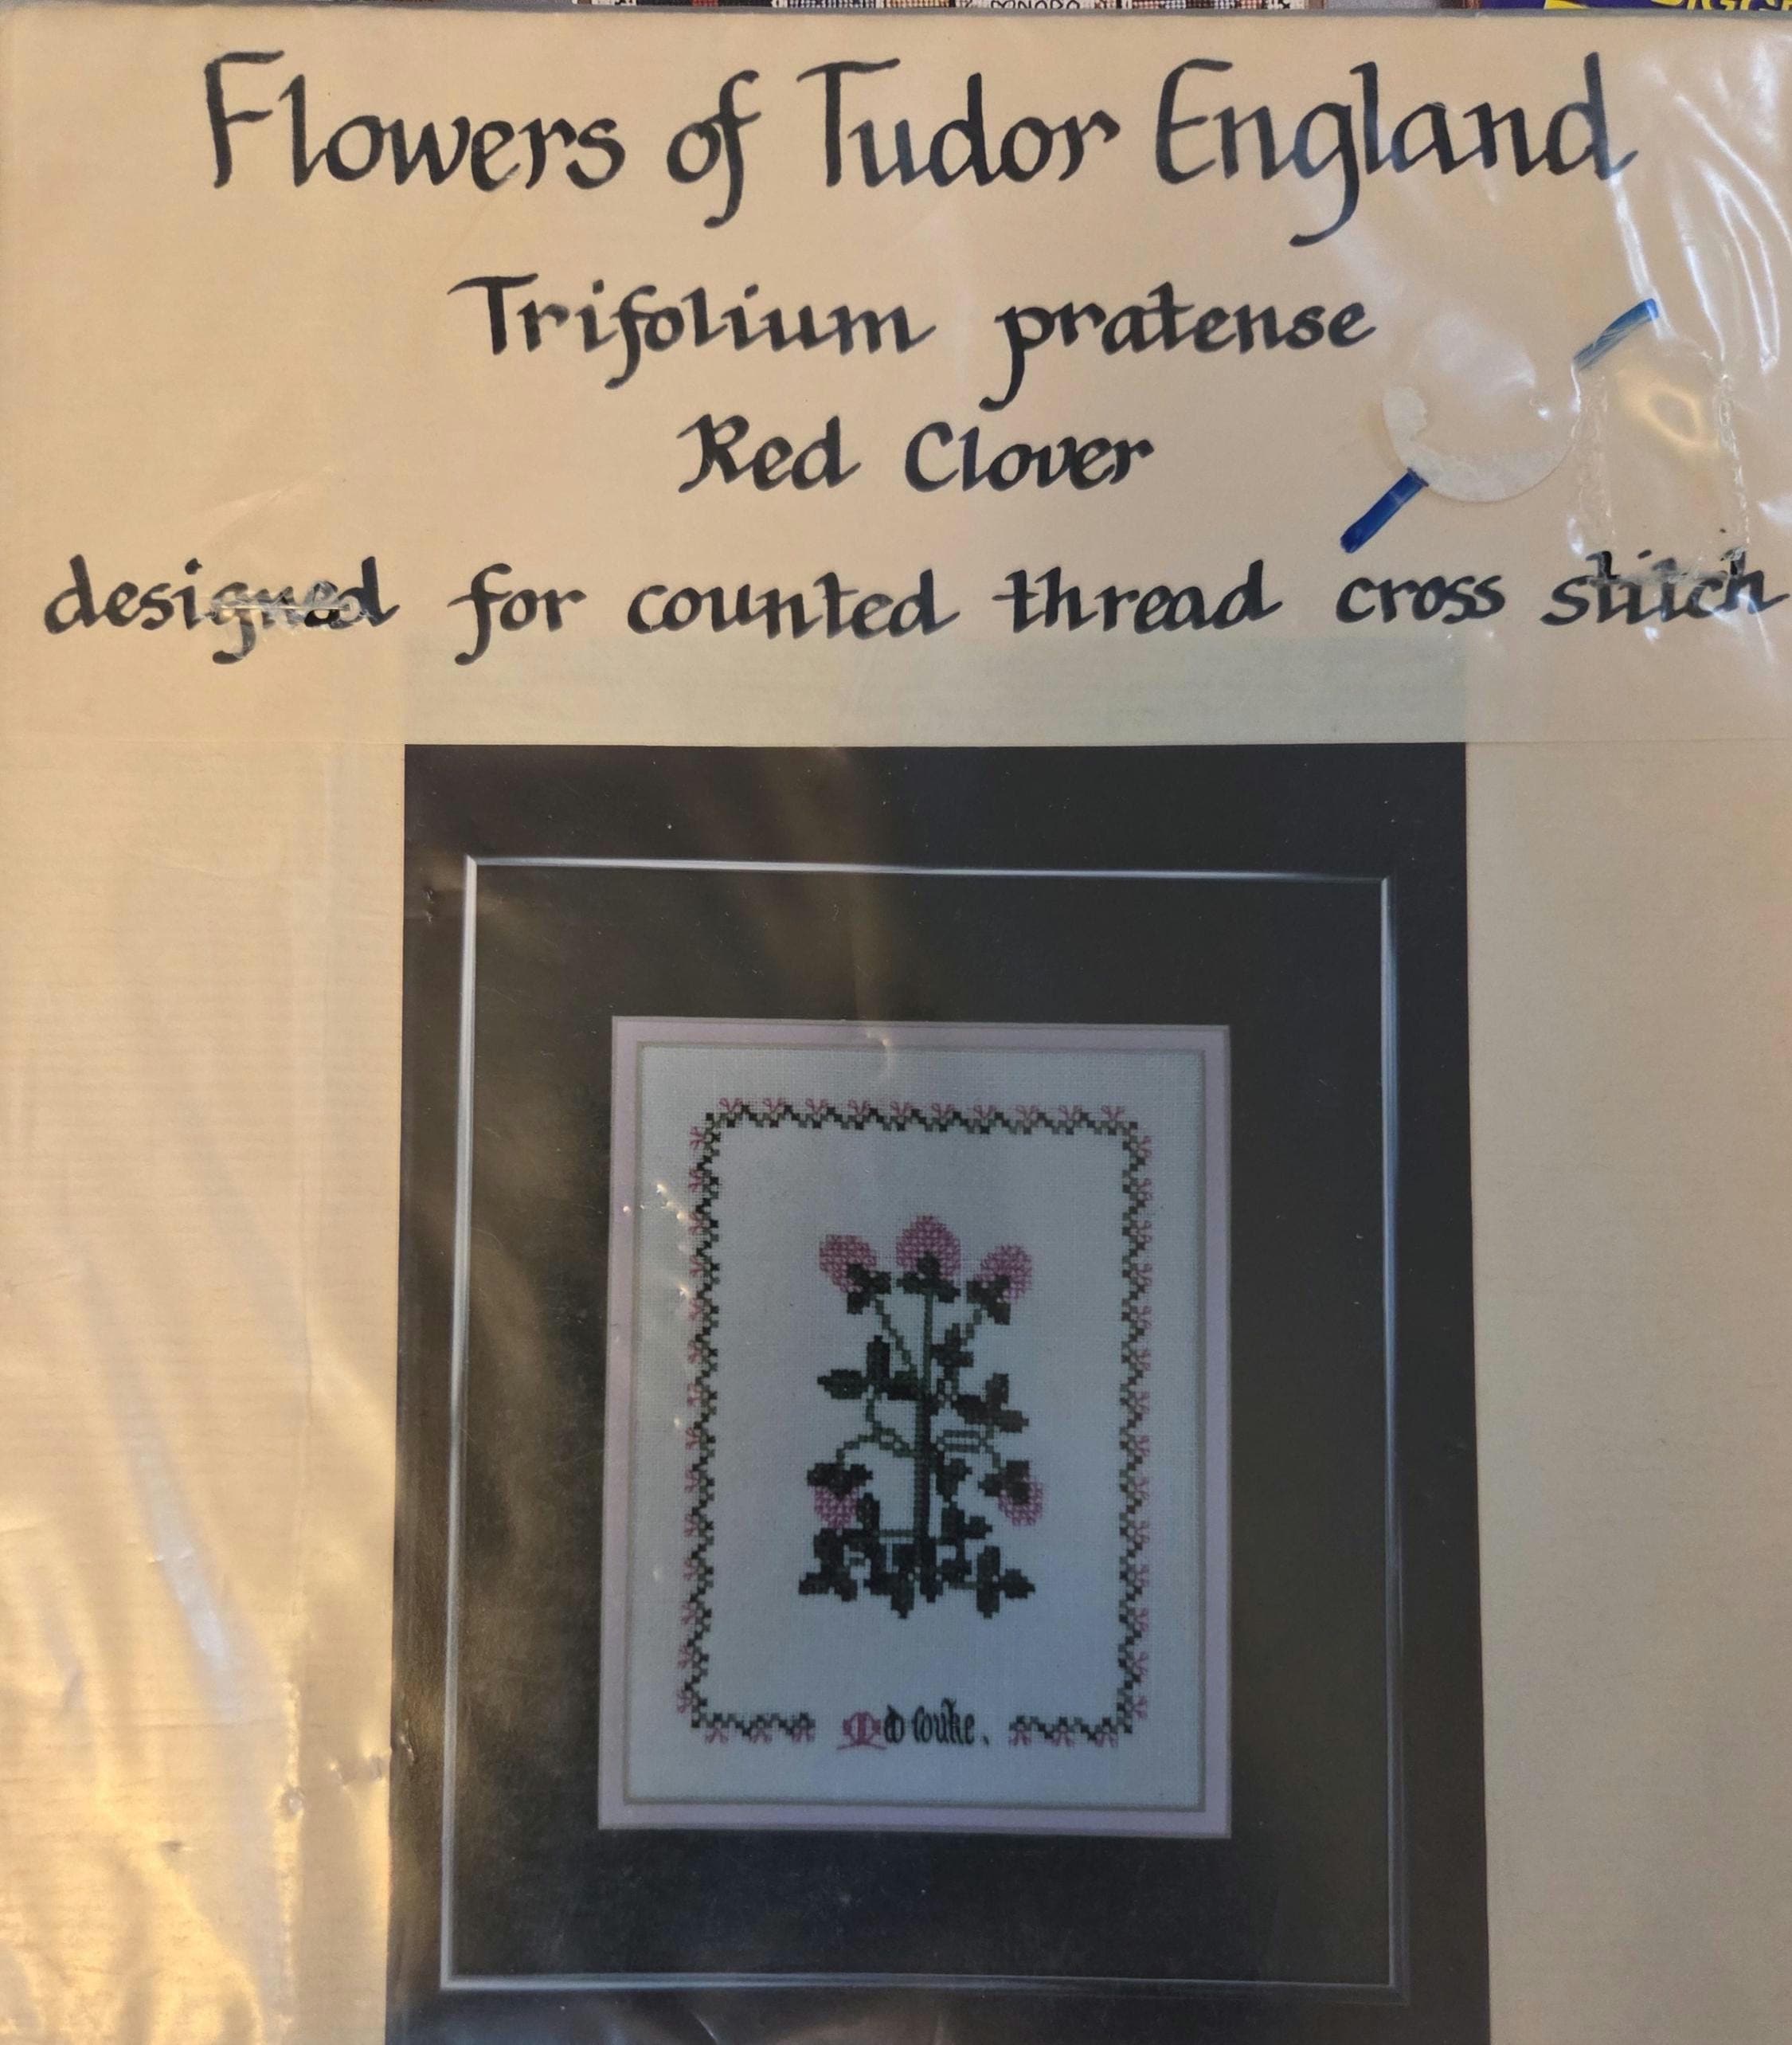 Flowers of Tudor England
Trifolium pratense
Red Clover
designed for counted thread cross stitch